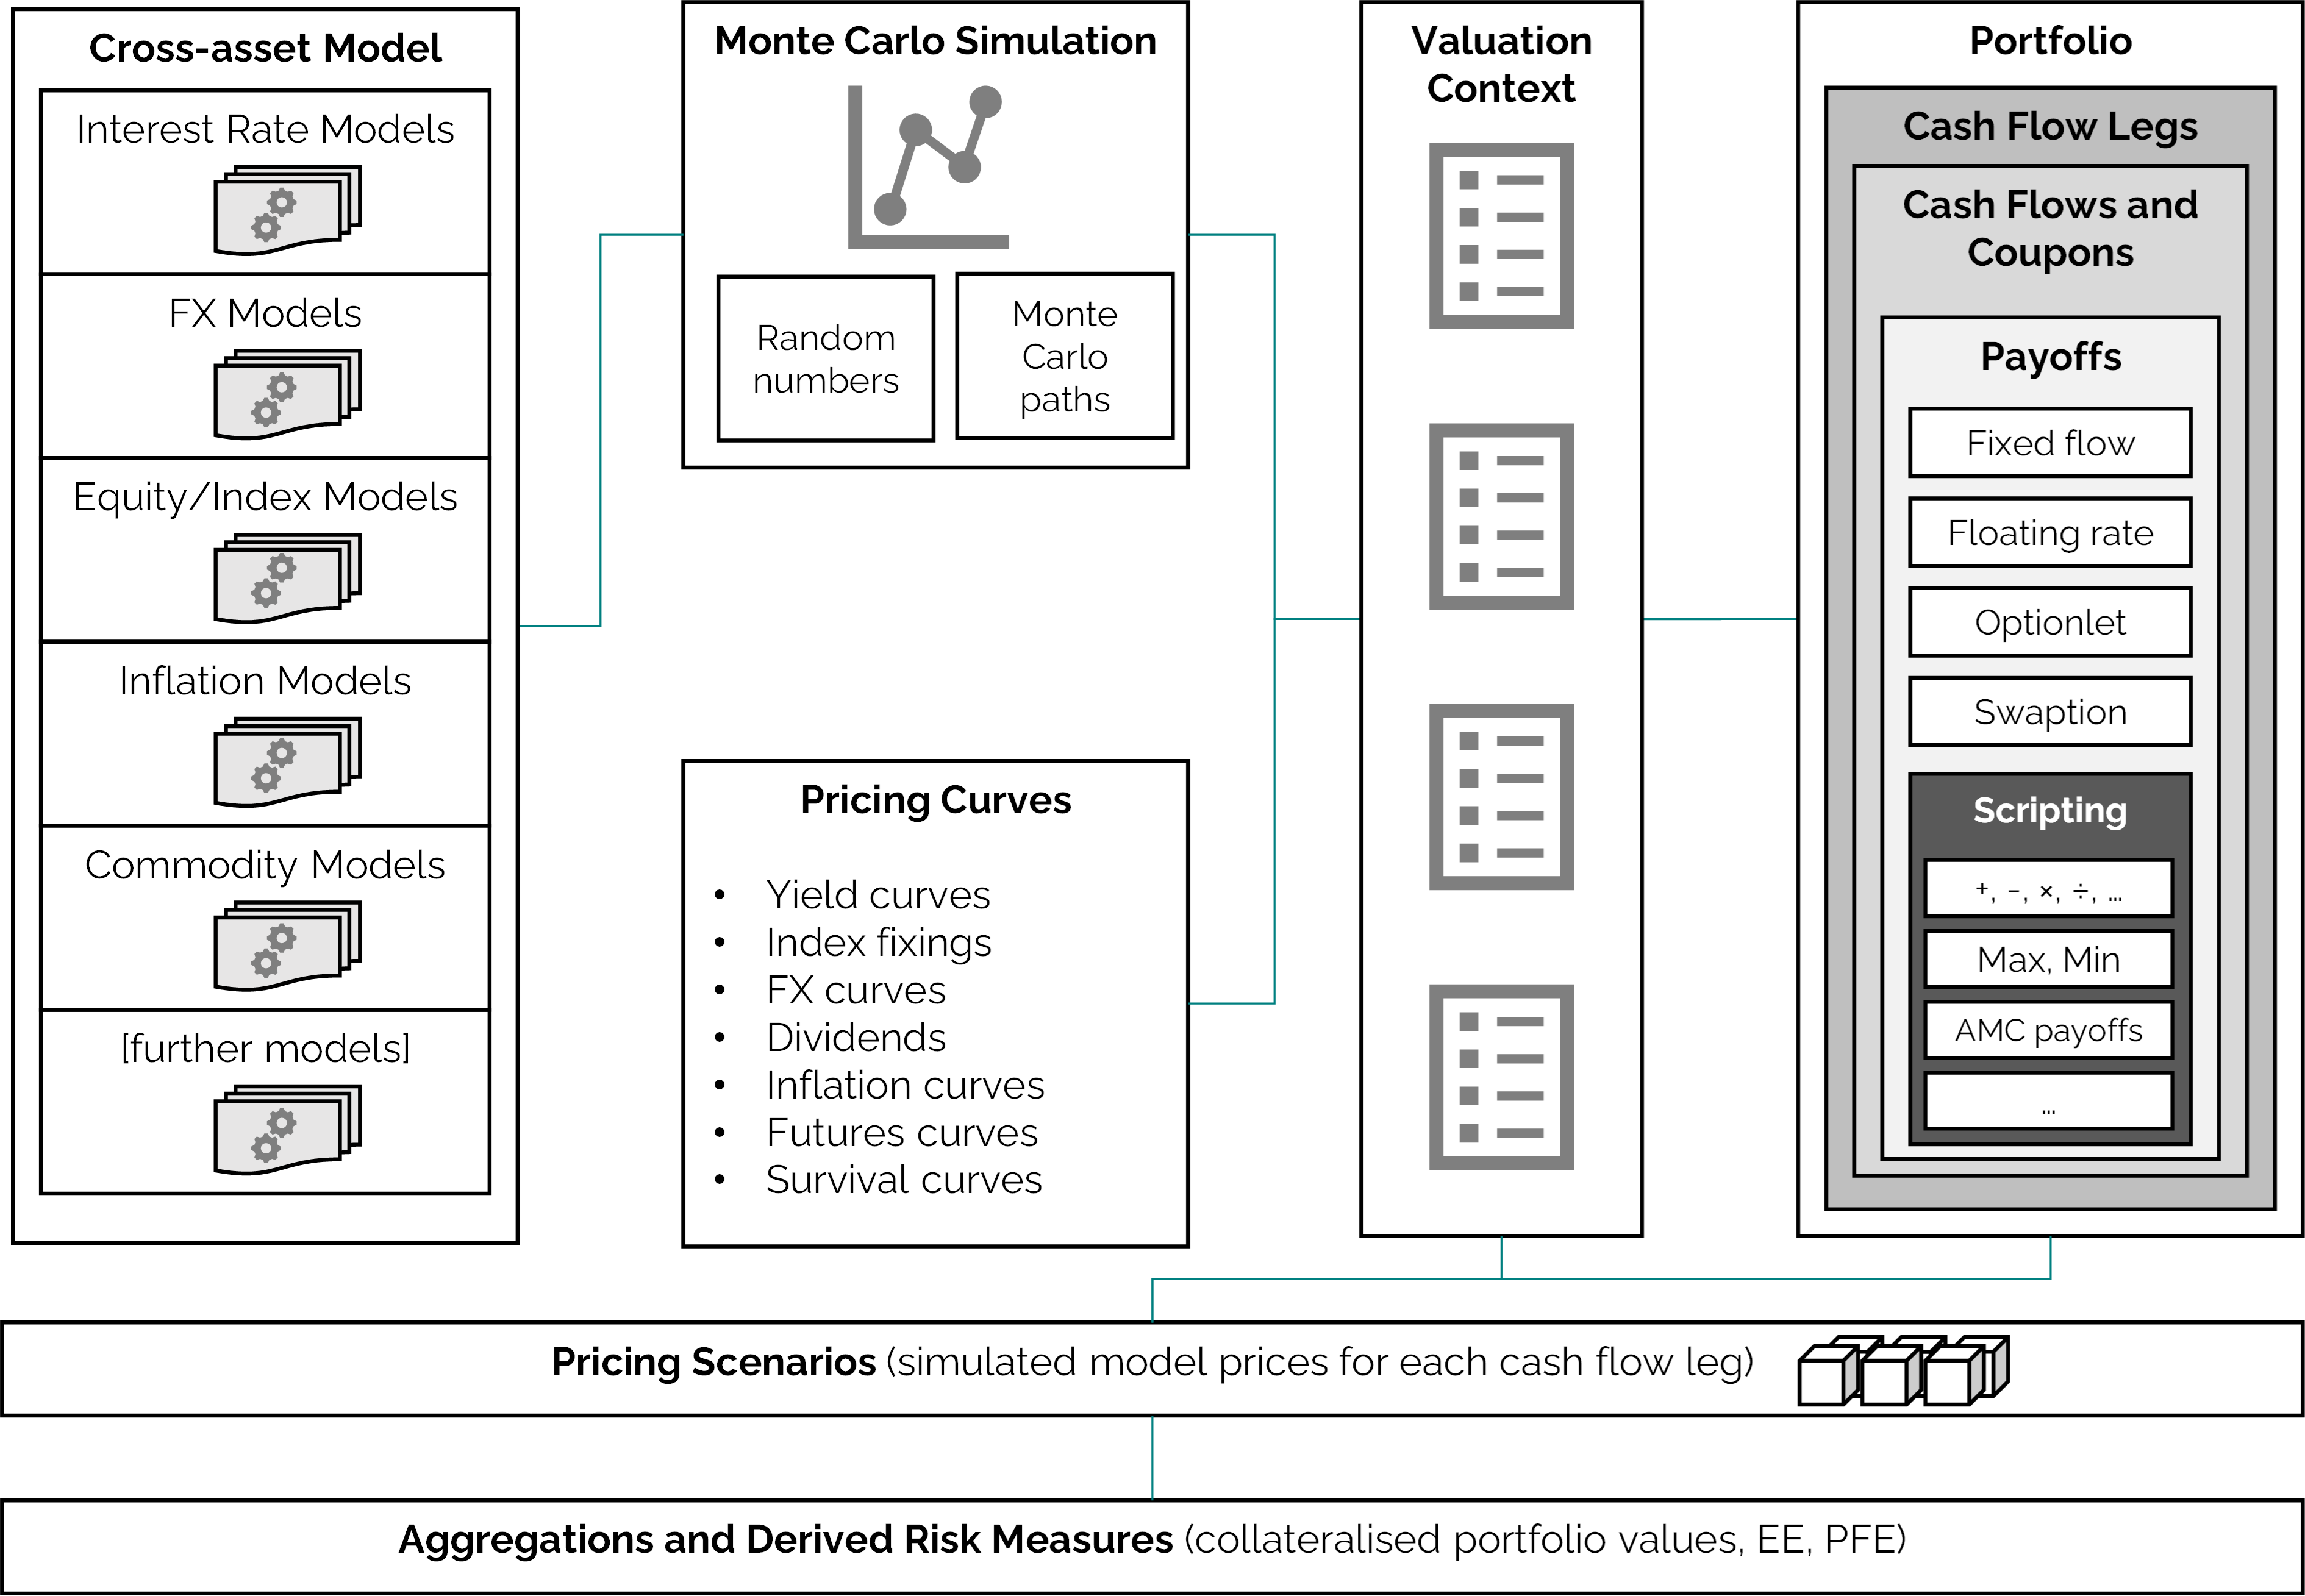 Cross-asset Model
Interest Rate Models
FX Models
Equity/Index Models
Inflation Models
Commodity Models
[further models]
Monte Carlo Simulation
Random
numbers
Monte
Carlo
paths
Pricing Curves
• Yield curves
• Index fixings
• FX curves
• Dividends
• Inflation curves
• Futures curves
• Survival curves
Valuation
Context
Portfolio
Cash Flow Legs
Cash Flows and
Coupons
Payoffs
Fixed flow
Floating rate
Optionlet
Swaption
Scripting
+, -, ×, ÷, ...
Max, Min
AMC payoffs
...
Pricing Scenarios (simulated model prices for each cash flow leg)
Aggregations and Derived Risk Measures (collateralised portfolio values, EE, PFE)